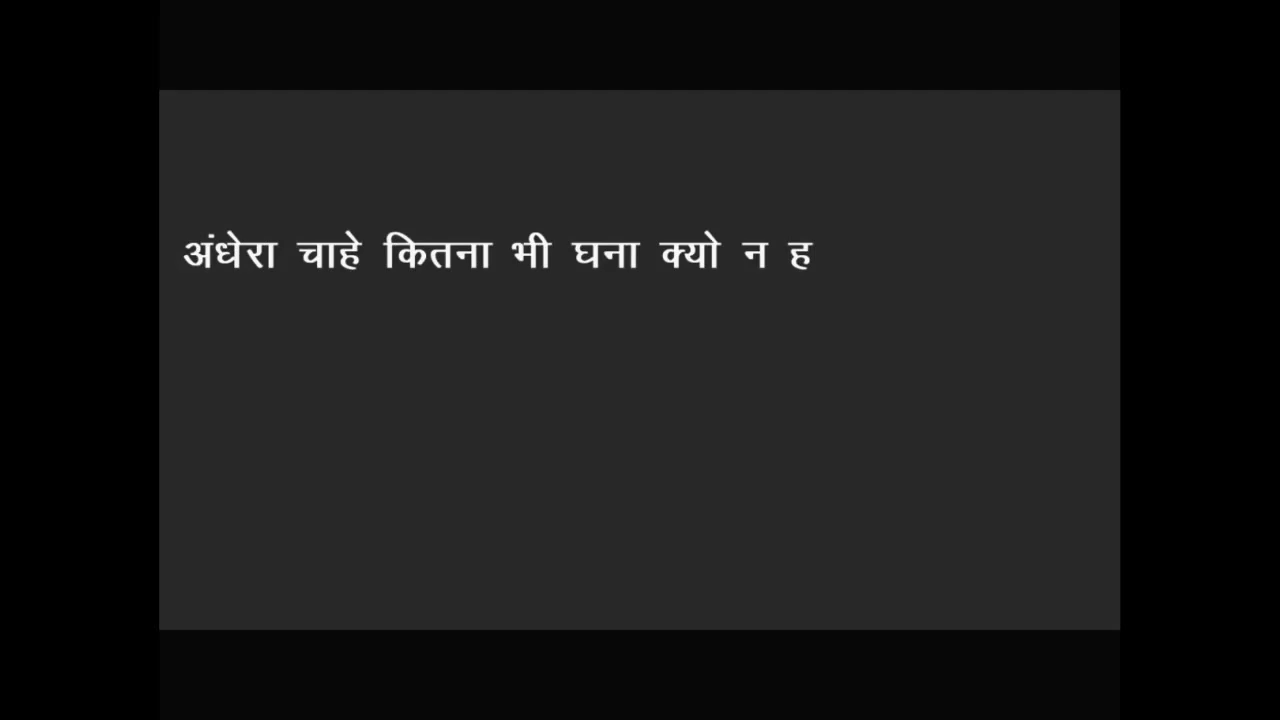 अंधेरा चाहे कितना भी घना क्यो न ह